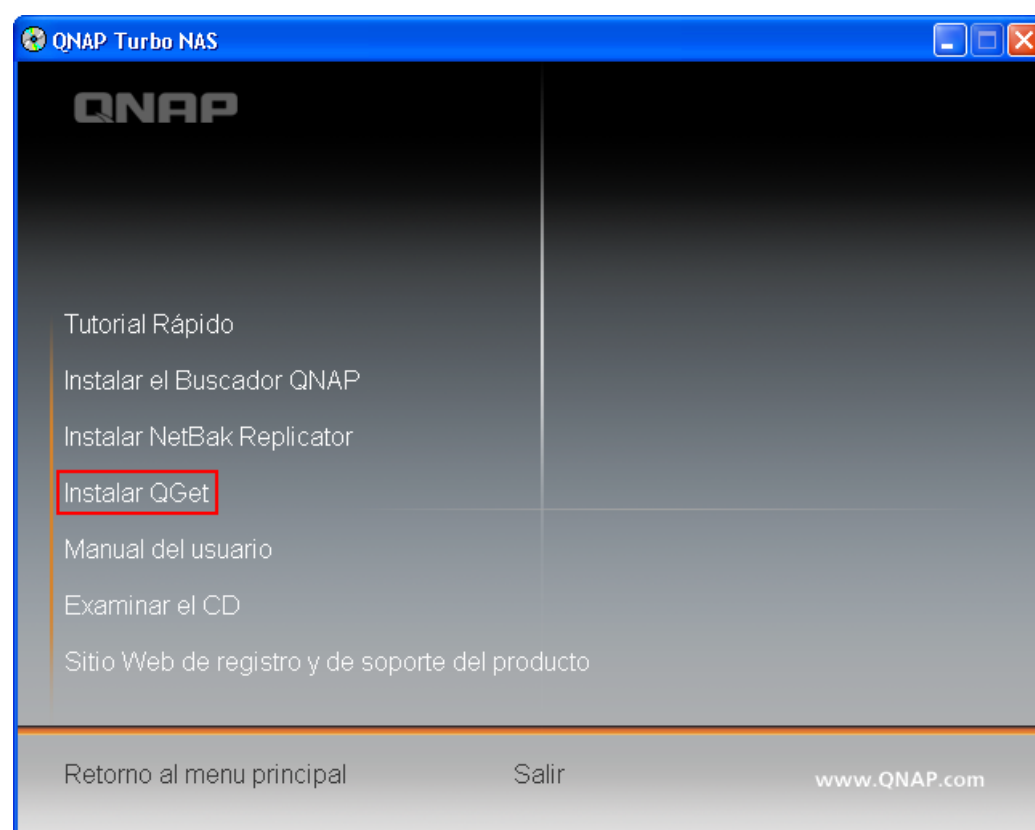 QNAP Turbo NAS
QNAP
Tutorial Rápido
Instalar el Buscador QNAP
Instalar NetBak Replicator
Instalar QGet
Manual del usuario
Examinar el CD
Sitio Web de registro y de soporte del producto
Retorno al menu principal
Salir
www.QNAP.com